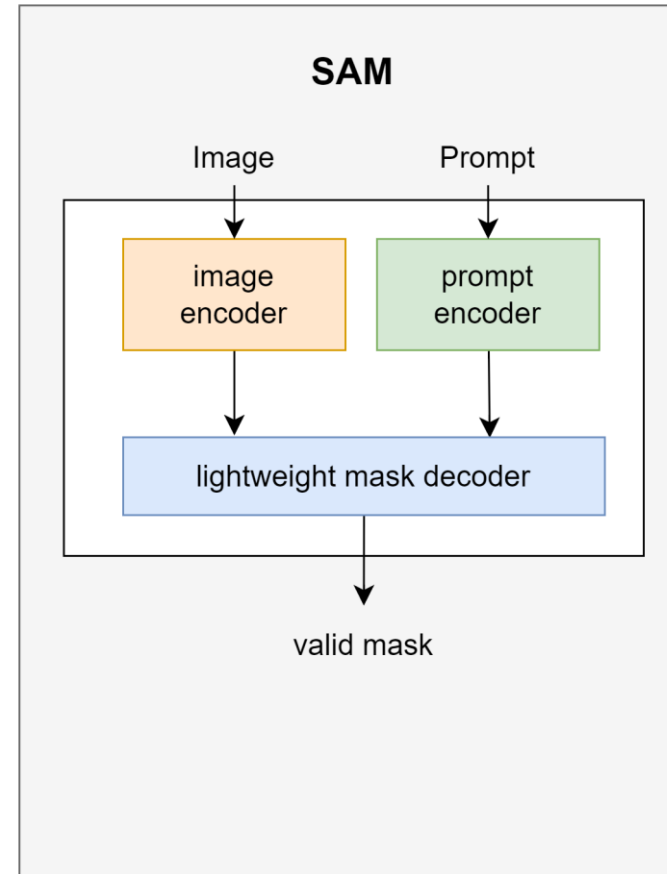 SAM
Image Prompt
image prompt
encoder encoder
lightweight mask decoder
valid mask